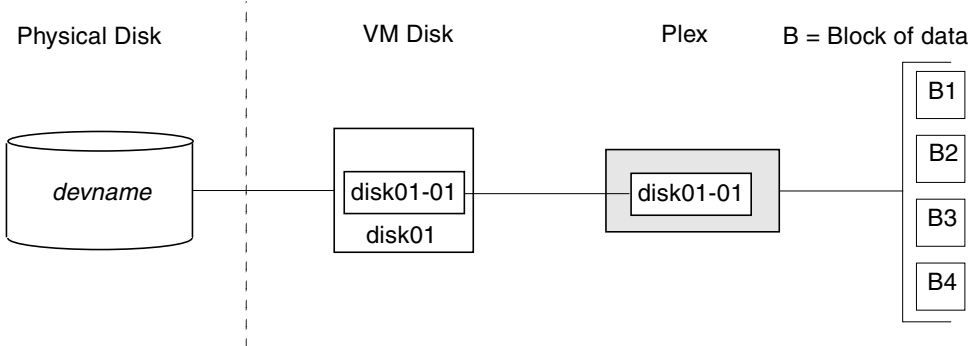 Physical Disk
VM Disk
Plex
B = Block of data
devname
disk01-01
disk01
disk01-01
B1
B2
B3
B4